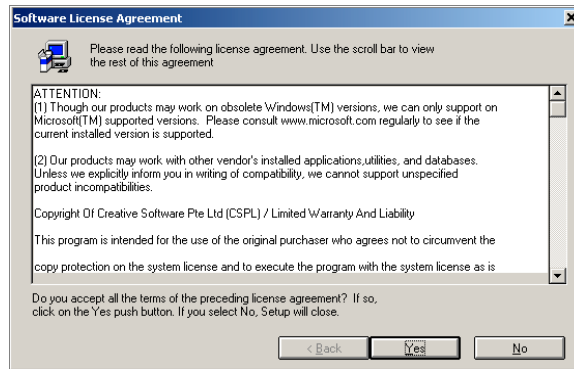 Software License Agreement
Please read the following license agreement. Use the scroll bar to view
the rest of this agreement
ATTENTION:
(1) Though our products may work on obsolete Windows(TM) versions, we can only support on
Microsoft(TM) supported versions.  Please consult www.microsoft.com regularly to see if the
current installed version is supported.
(2) Our products may work with other vendor's installed applications,utilities, and databases.
Unless we explicitly inform you in writing of compatibility, we cannot support unspecified
product incompatibilities.
Copyright Of Creative Software Pte Ltd (CSPL) / Limited Warranty And Liability
This program is intended for the use of the original purchaser who agrees not to circumvent the
copy protection on the system license and to execute the program with the system license as is
Do you accept all the terms of the preceding license agreement?  If so,
click on the Yes push button.  If you select No, Setup will close.
< Back
Yes
No